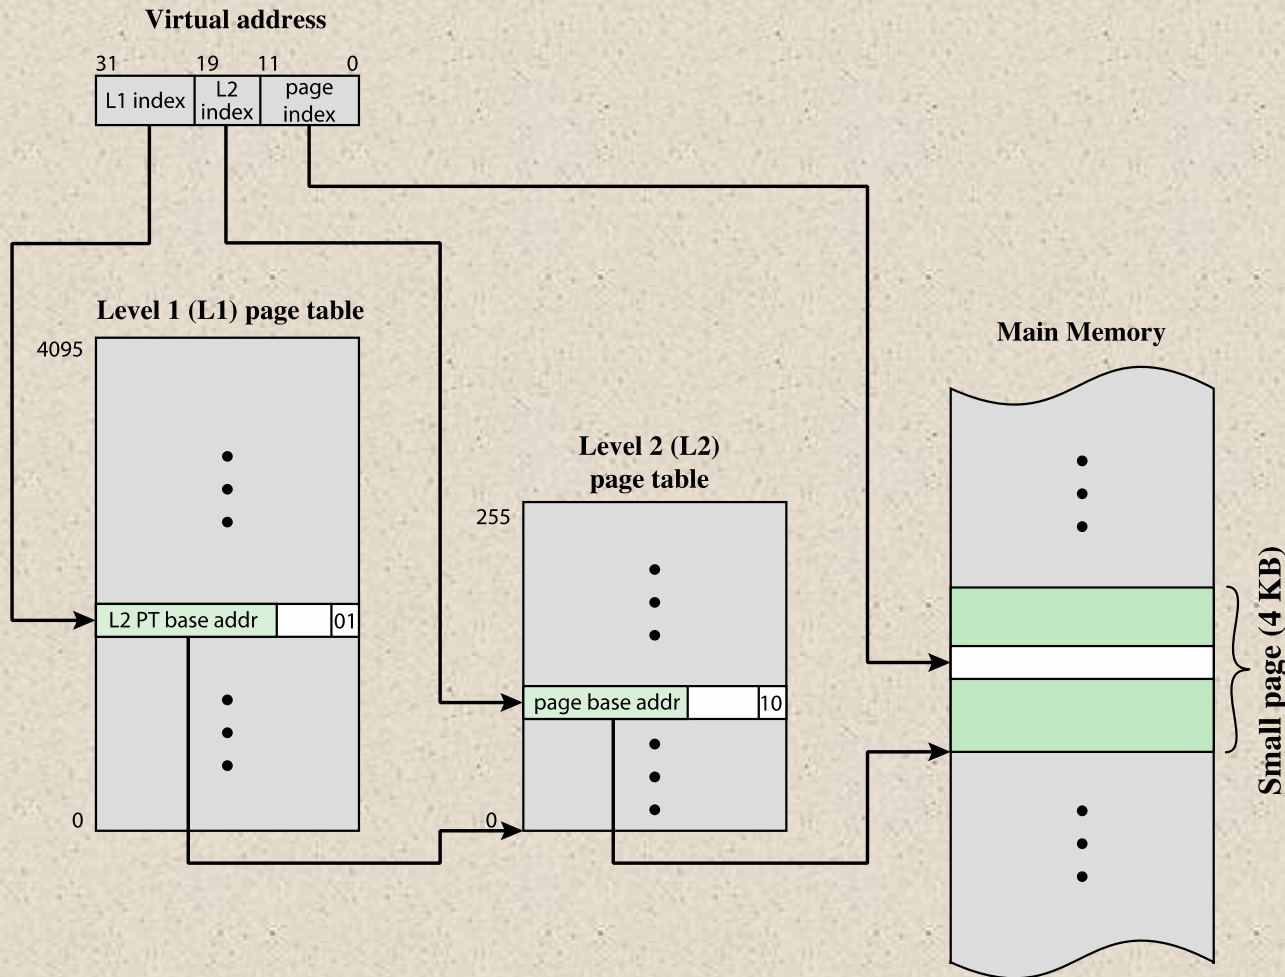 Virtual address
31 19 11 0
L1 index
L2
index
page
index
Level 1 (L1) page table
4095
L2 PT base addr
01
0
Level 2 (L2)
page table
255
page base addr
10
0
Main Memory
Small page (4 KB)